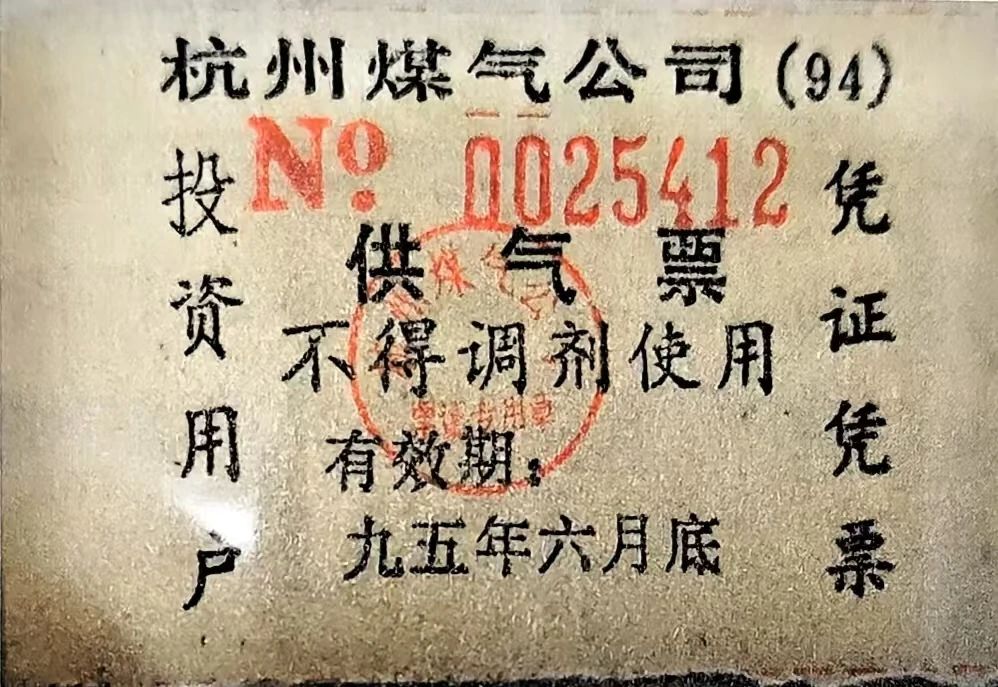 杭州煤气公司(94)
No. 0025412
投资用户
供气票
不得调剂使用
有效期:
九五年六月底
凭证凭票